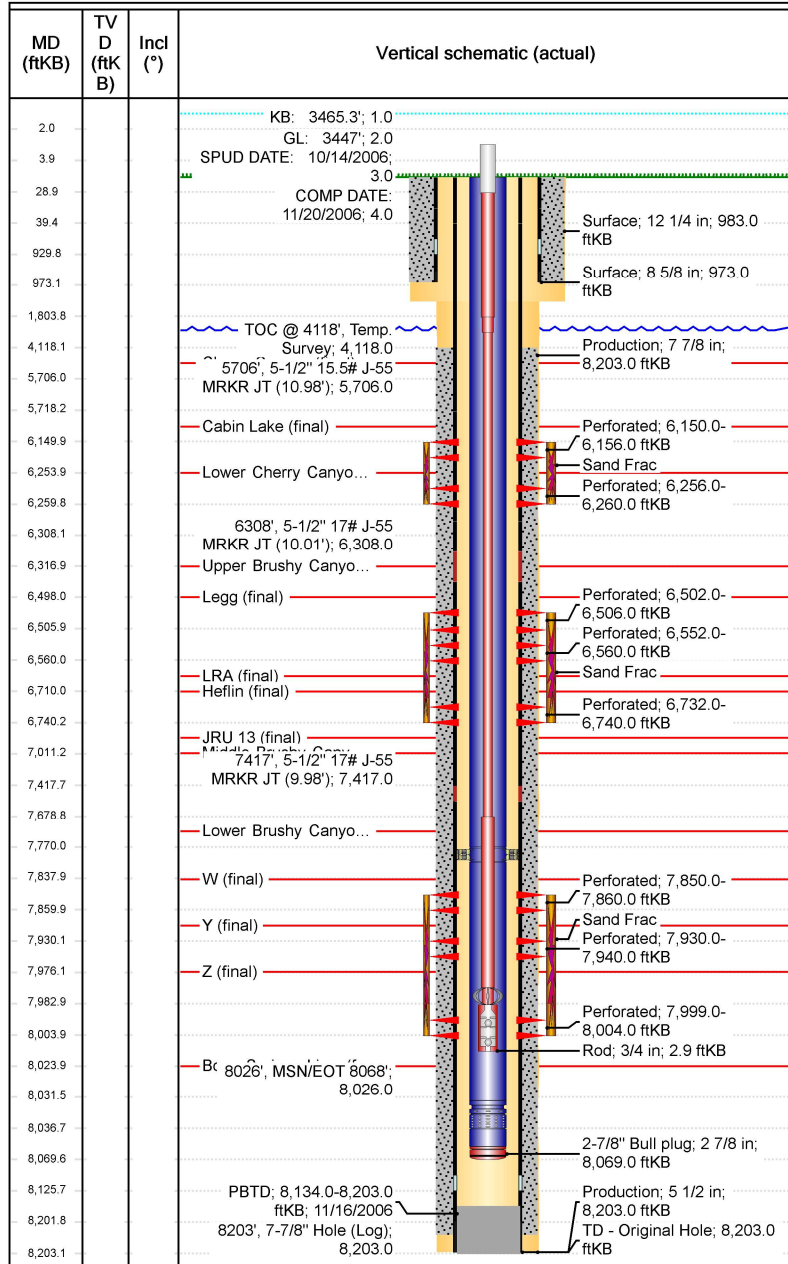 MD
(ftKB)
TV
D
(ftK
B)
Incl
(°)
Vertical schematic (actual)
2.0
3.9
28.9
39.4
929.8
973.1
1,803.8
4,118.1
5,706.0
5,718.2
6,149.9
6,253.9
6,259.8
6,308.1
6,316.9
6,498.0
6,505.9
6,560.0
6,710.0
6,740.2
7,011.2
7,417.7
7,678.8
7,770.0
7,837.9
7,859.9
7,930.1
7,976.1
7,982.9
8,003.9
8,023.9
8,031.5
8,036.7
8,069.6
8,125.7
8,201.8
8,203.1
KB: 3465.3'; 1.0
GL: 3447'; 2.0
SPUD DATE: 10/14/2006;
3.0
COMP DATE:
11/20/2006; 4.0
TOC @ 4118', Temp.
Survey; 4,118.0
5706', 5-1/2" 15.5# J-55
MRKR JT (10.98'); 5,706.0
Cabin Lake (final)
Lower Cherry Canyo...
6308', 5-1/2" 17# J-55
MRKR JT (10.01'); 6,308.0
Upper Brushy Canyo...
Legg (final)
LRA (final)
Heflin (final)
JRU 13 (final)
Middle Brushy Cany...
7417', 5-1/2" 17# J-55
MRKR JT (9.98'); 7,417.0
Lower Brushy Canyo...
W (final)
Y (final)
Z (final)
8026', MSN/EOT 8068';
8,026.0
PBTD; 8,134.0-8,203.0
ftKB; 11/16/2006
8203', 7-7/8" Hole (Log);
8,203.0
Surface; 12 1/4 in; 983.0
ftKB
Surface; 8 5/8 in; 973.0
ftKB
Production; 7 7/8 in;
8,203.0 ftKB
Perforated; 6,150.0-
6,156.0 ftKB
Sand Frac
Perforated; 6,256.0-
6,260.0 ftKB
Perforated; 6,502.0-
6,506.0 ftKB
Perforated; 6,552.0-
6,560.0 ftKB
Sand Frac
Perforated; 6,732.0-
6,740.0 ftKB
Perforated; 7,850.0-
7,860.0 ftKB
Sand Frac
Perforated; 7,930.0-
7,940.0 ftKB
Perforated; 7,999.0-
8,004.0 ftKB
Rod; 3/4 in; 2.9 ftKB
2-7/8" Bull plug; 2 7/8 in;
8,069.0 ftKB
Production; 5 1/2 in;
8,203.0 ftKB
TD - Original Hole; 8,203.0
ftKB